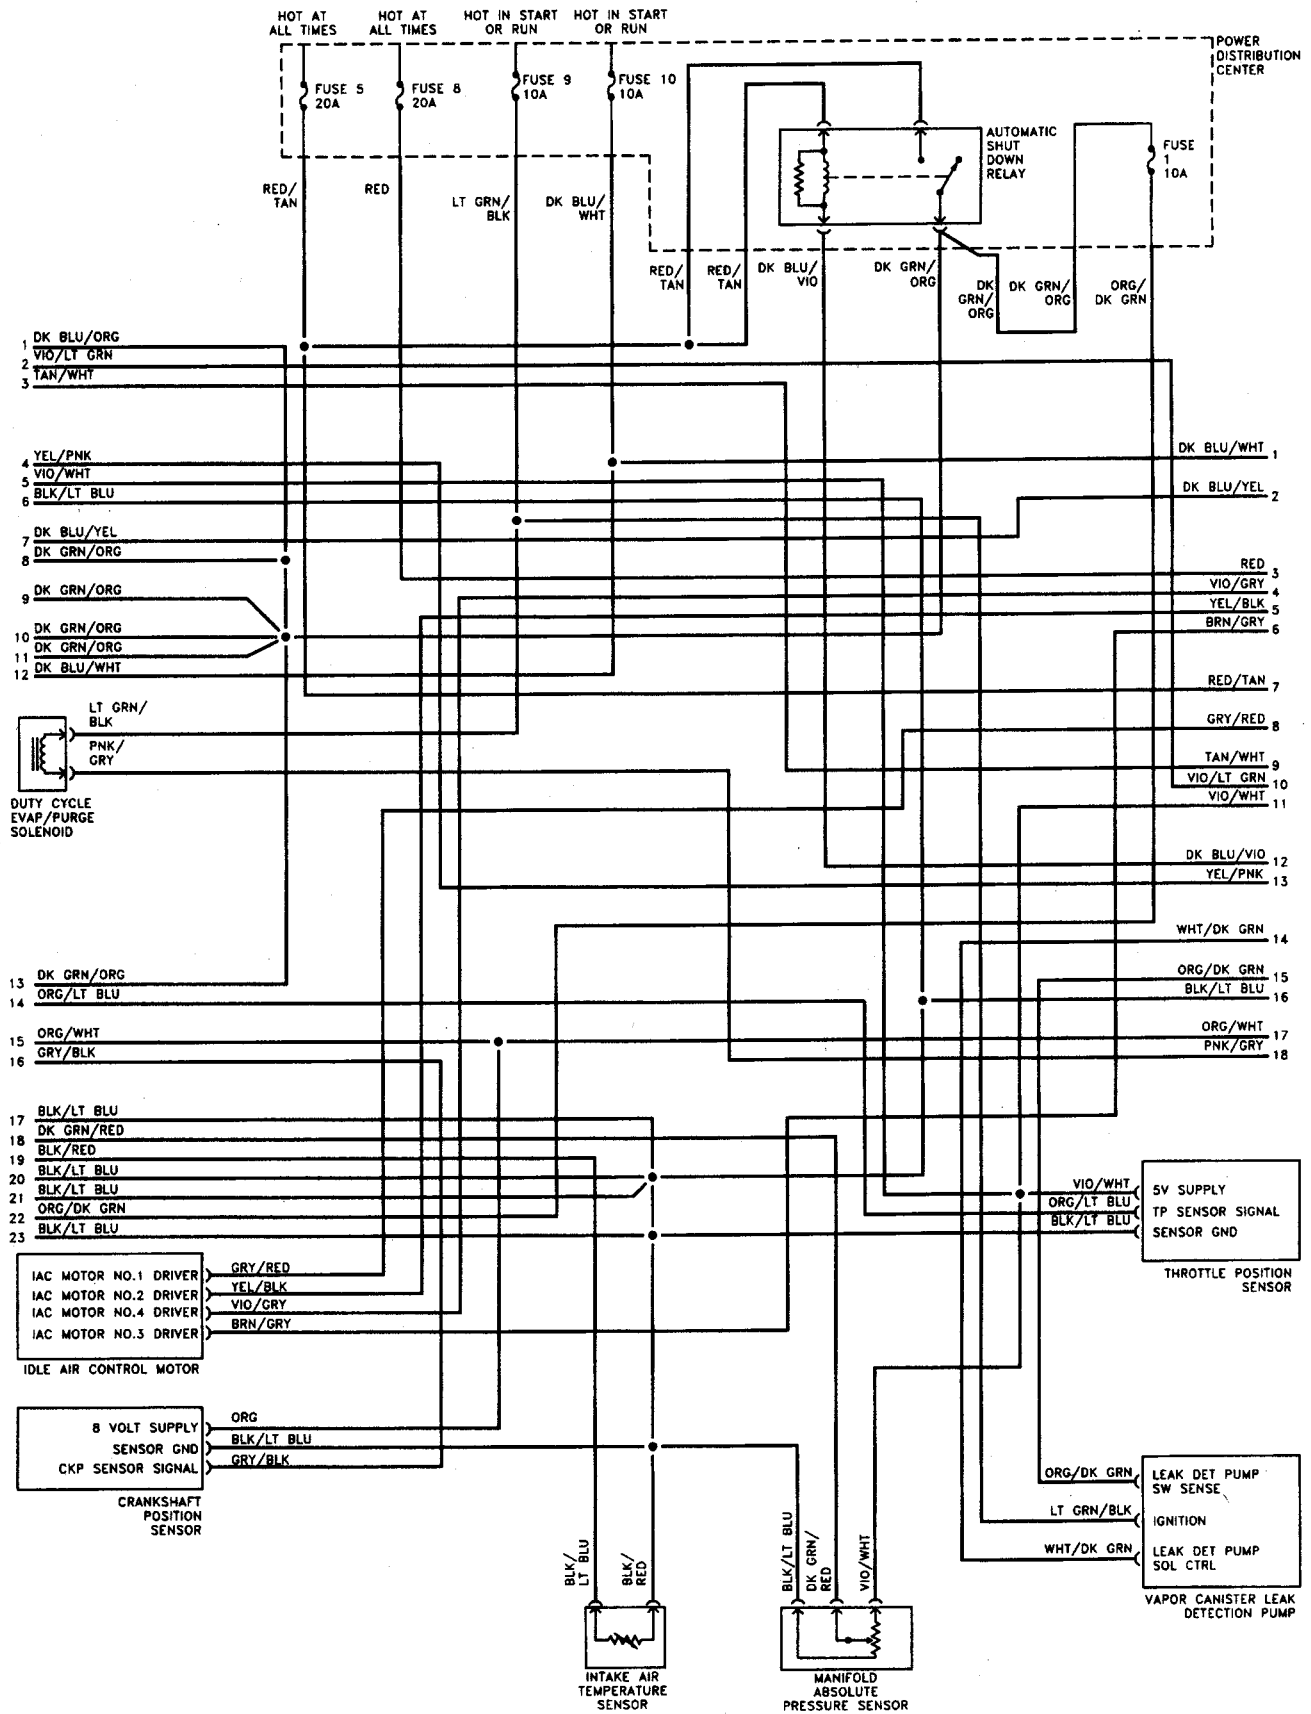 HOT AT
ALL TIMES
HOT AT
ALL TIMES
HOT IN START
OR RUN
HOT IN START
OR RUN
POWER
DISTRIBUTION
CENTER
FUSE 5
20A
FUSE 8
20A
FUSE 9
10A
FUSE 10
10A
AUTOMATIC
SHUT
DOWN
RELAY
FUSE
1
10A
RED/
TAN
RED
LT GRN/
BLK
DK BLU/
WHT
RED/
TAN
RED/
TAN
DK BLU/
VIO
DK GRN/
ORG
DK
GRN/
ORG
DK GRN/
ORG
ORG/
DK GRN
1 DK BLU/ORG
2 VIO/LT GRN
3 TAN/WHT
4 YEL/PNK
5 VIO/WHT
6 BLK/LT BLU
7 DK BLU/YEL
8 DK GRN/ORG
9 DK GRN/ORG
10 DK GRN/ORG
11 DK GRN/ORG
12 DK BLU/WHT
DK BLU/WHT 1
DK BLU/YEL 2
RED 3
VIO/GRY 4
YEL/BLK 5
BRN/GRY 6
RED/TAN 7
GRY/RED 8
TAN/WHT 9
VIO/LT GRN 10
VIO/WHT 11
DK BLU/VIO 12
YEL/PNK 13
WHT/DK GRN 14
ORG/DK GRN 15
BLK/LT BLU 16
ORG/WHT 17
PNK/GRY 18
LT GRN/
BLK
PNK/
GRY
DUTY CYCLE
EVAP/PURGE
SOLENOID
13 DK GRN/ORG
14 ORG/LT BLU
15 ORG/WHT
16 GRY/BLK
17 BLK/LT BLU
18 DK GRN/RED
19 BLK/RED
20 BLK/LT BLU
21 BLK/LT BLU
22 ORG/DK GRN
23 BLK/LT BLU
VIO/WHT 5V SUPPLY
ORG/LT BLU TP SENSOR SIGNAL
BLK/LT BLU SENSOR GND
THROTTLE POSITION
SENSOR
IAC MOTOR NO.1 DRIVER GRY/RED
IAC MOTOR NO.2 DRIVER YEL/BLK
IAC MOTOR NO.4 DRIVER VIO/GRY
IAC MOTOR NO.3 DRIVER BRN/GRY
IDLE AIR CONTROL MOTOR
8 VOLT SUPPLY ORG
SENSOR GND BLK/LT BLU
CKP SENSOR SIGNAL GRY/BLK
CRANKSHAFT
POSITION
SENSOR
ORG/DK GRN LEAK DET PUMP
SW SENSE
LT GRN/BLK IGNITION
WHT/DK GRN LEAK DET PUMP
SOL CTRL
VAPOR CANISTER LEAK
DETECTION PUMP
BLK/
LT BLU
BLK/
RED
BLK/LT BLU
DK GRN/
RED
VIO/WHT
INTAKE AIR
TEMPERATURE
SENSOR
MANIFOLD
ABSOLUTE
PRESSURE SENSOR